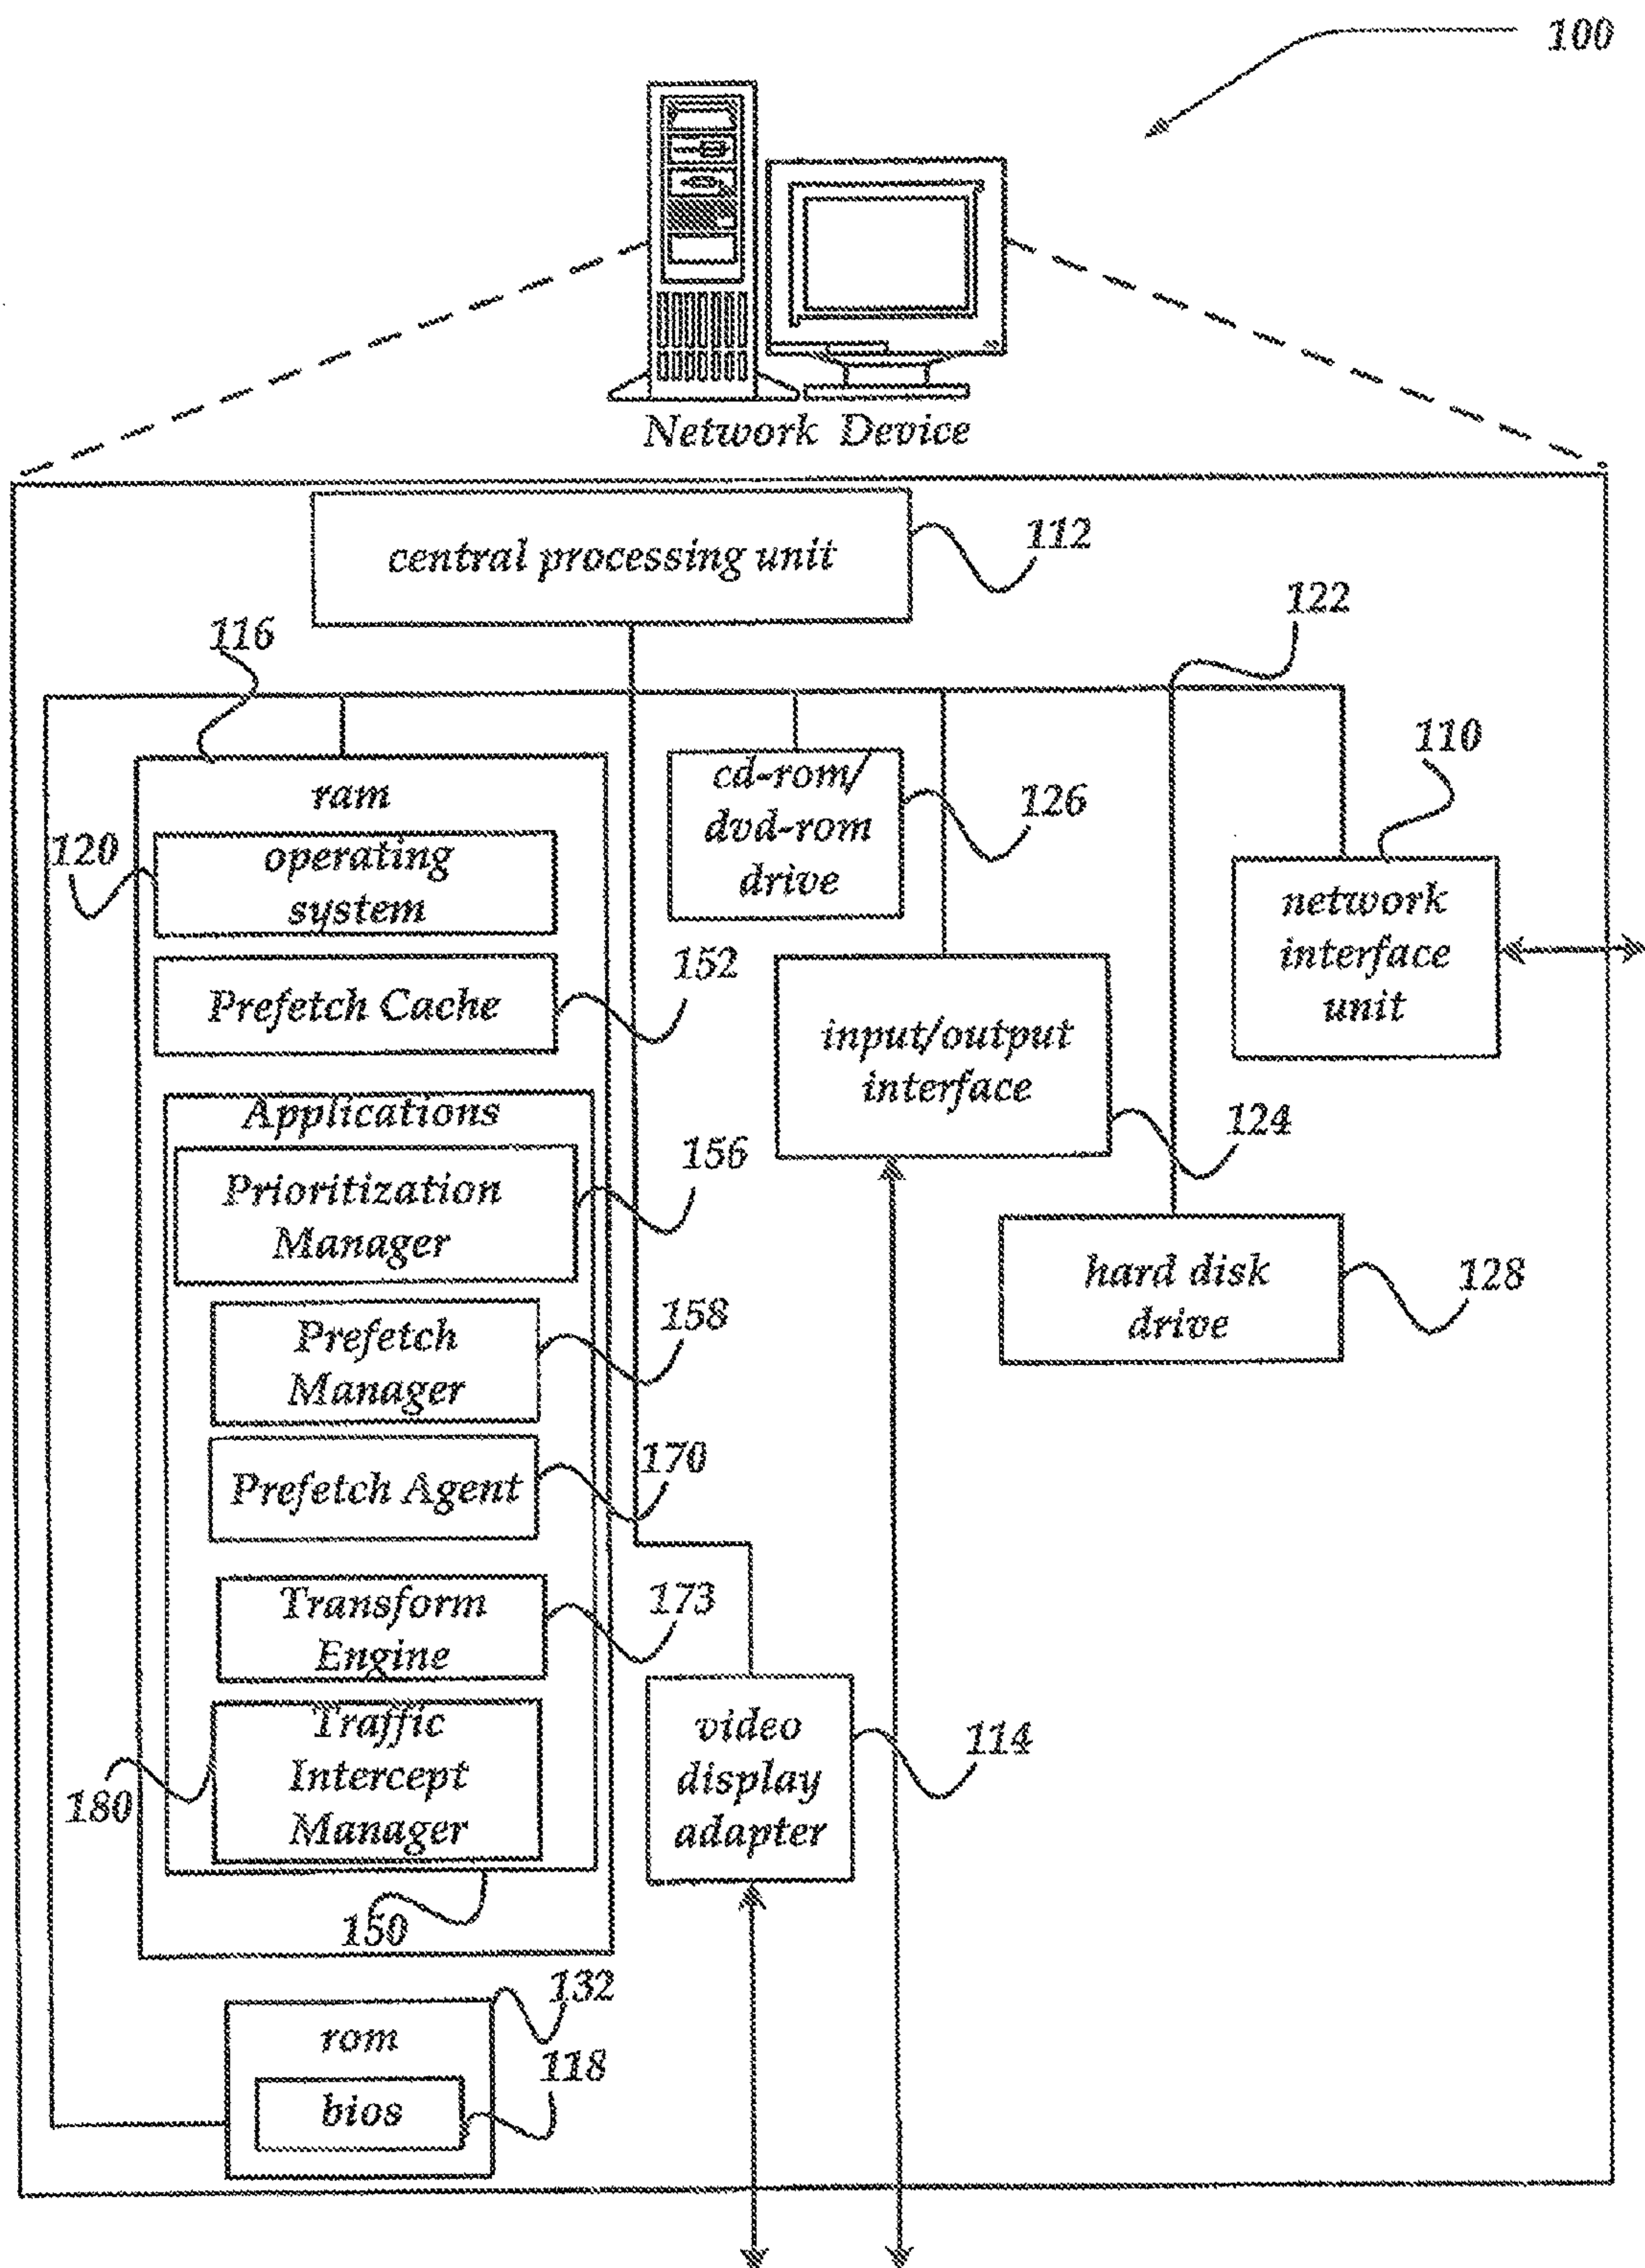 100
Network Device
central processing unit
112
122
116
110
ram
cd-rom/
dvd-rom
drive
126
120
operating
system
network
interface
unit
152
Prefetch Cache
input/output
interface
124
Applications
156
Prioritization
Manager
hard disk
drive
128
158
Prefetch
Manager
170
Prefetch Agent
173
Transform
Engine
Traffic
Intercept
Manager
180
video
display
adapter
114
150
132
rom
118
bios